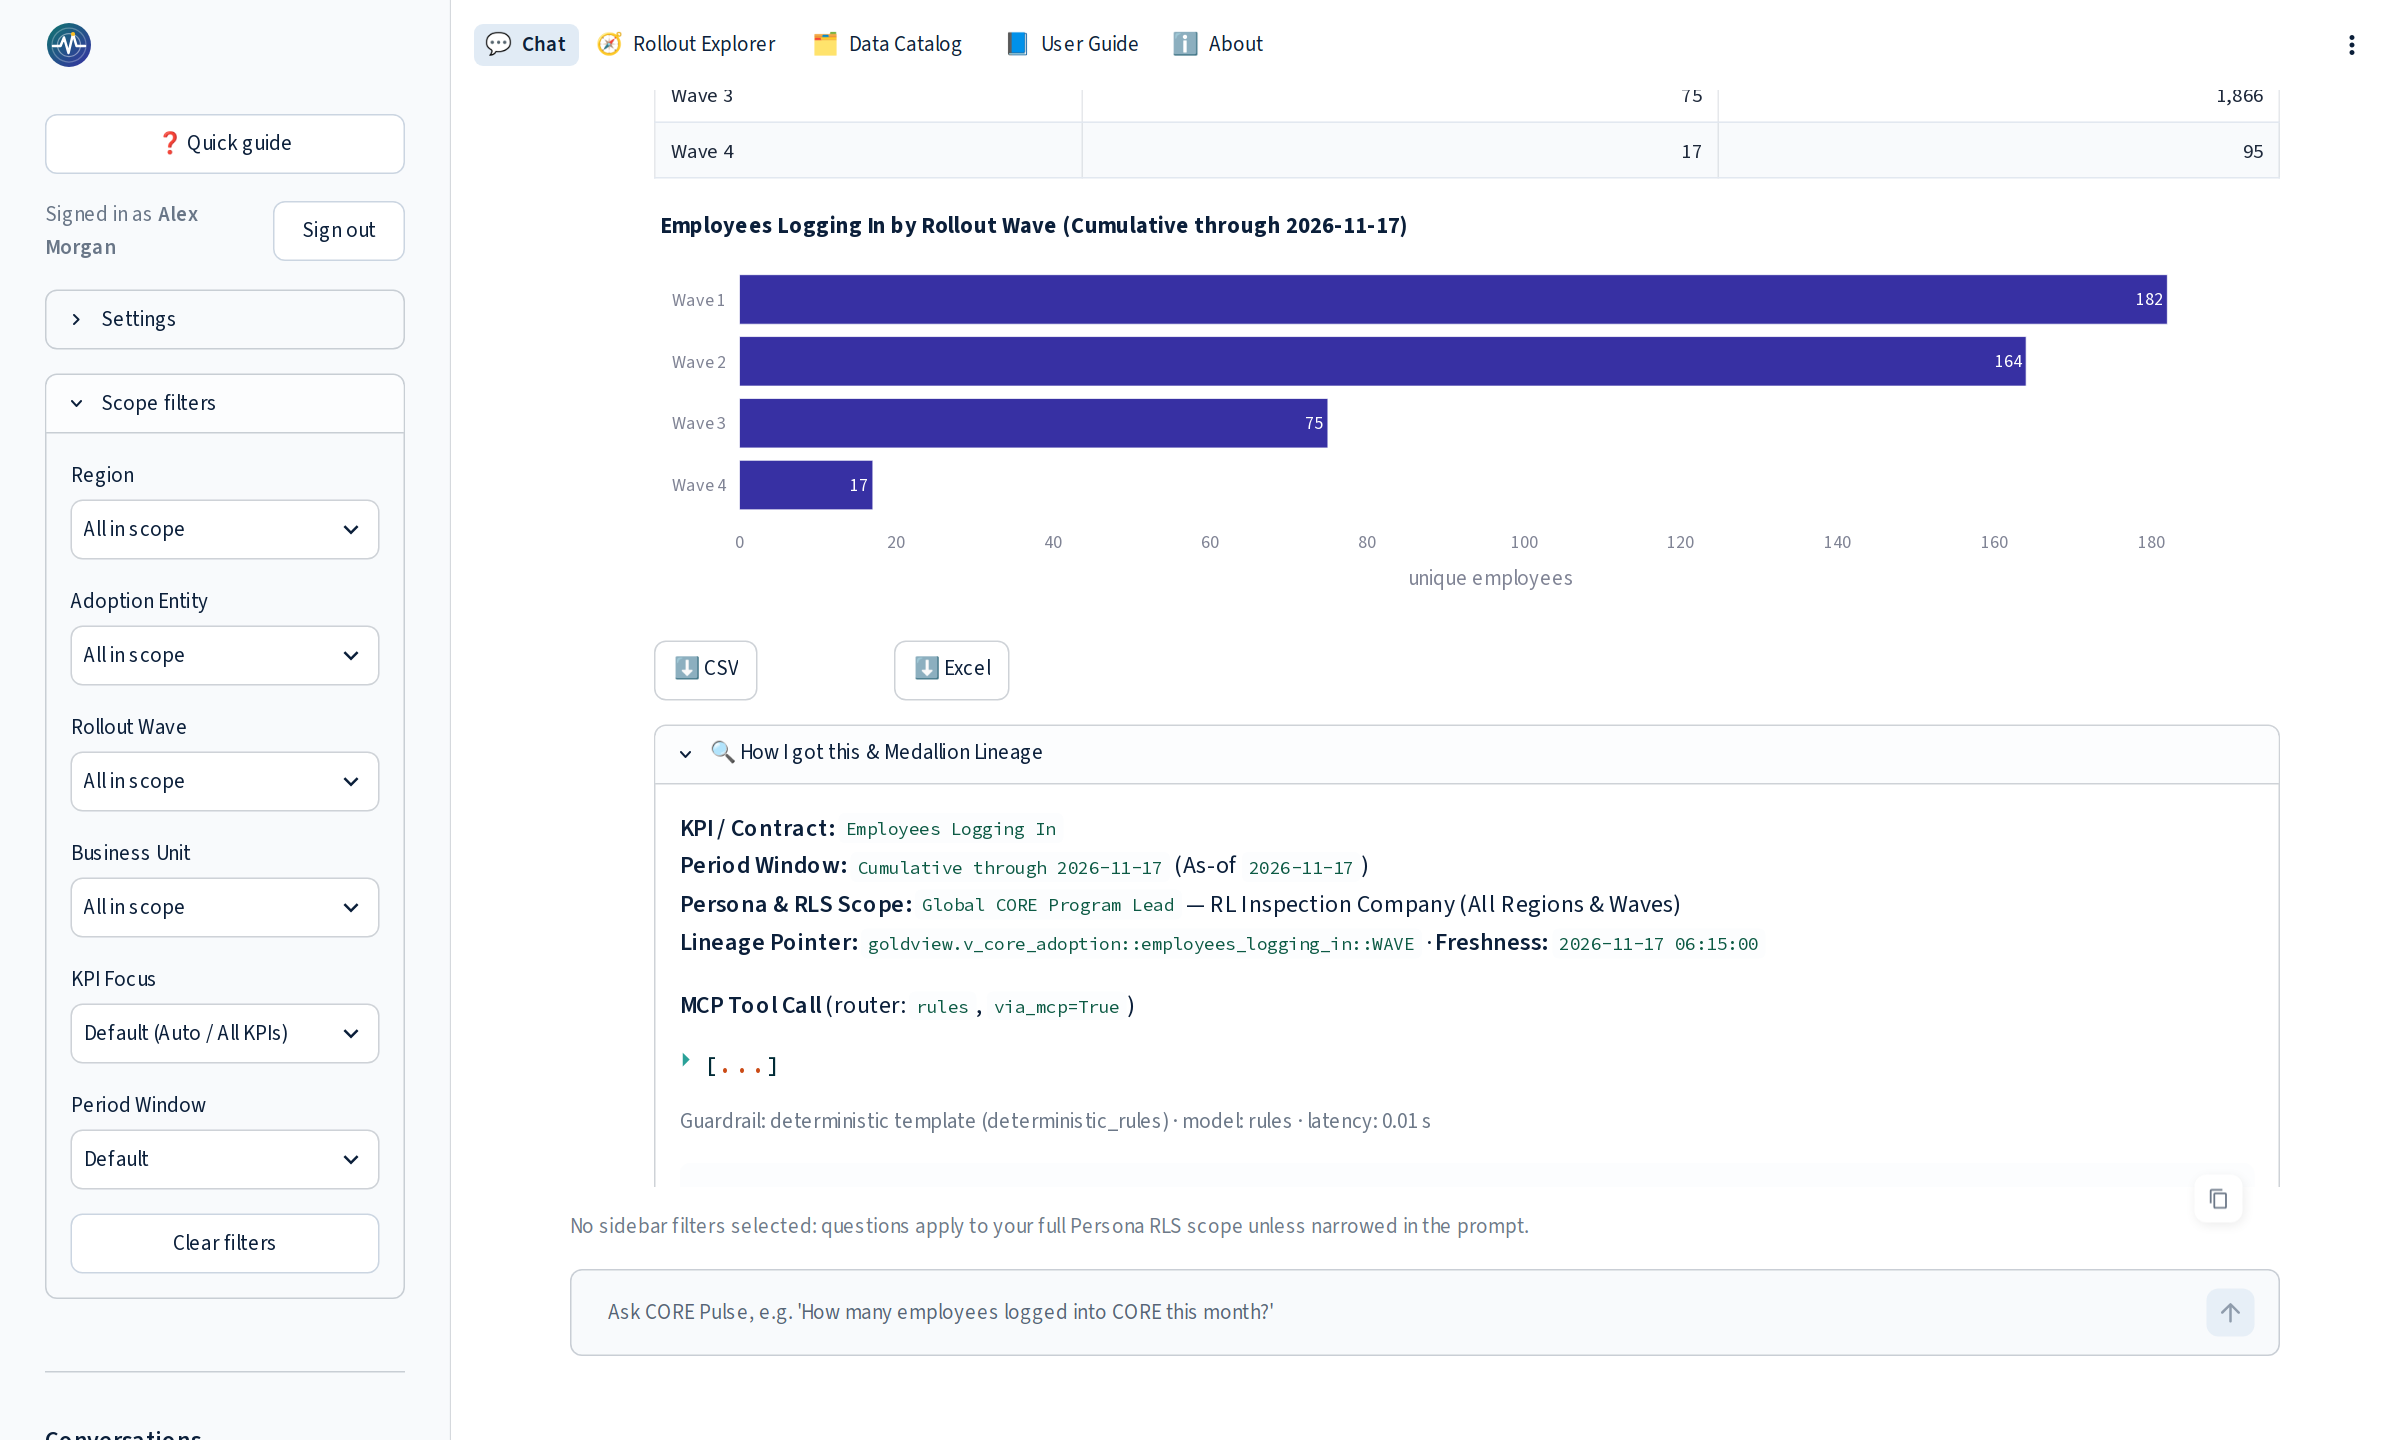 💬 Chat
🧭 Rollout Explorer
🗂️ Data Catalog
📘 User Guide
ℹ️ About
❓ Quick guide
Signed in as Alex
Morgan
Sign out
Settings
Scope filters
Region
All in scope
Adoption Entity
All in scope
Rollout Wave
All in scope
Business Unit
All in scope
KPI Focus
Default (Auto / All KPIs)
Period Window
Default
Clear filters
Conversations
Wave 3 75 1,866
Wave 4 17 95
Employees Logging In by Rollout Wave (Cumulative through 2026-11-17)
Wave 1 182
Wave 2 164
Wave 3 75
Wave 4 17
0 20 40 60 80 100 120 140 160 180
unique employees
⬇️ CSV
⬇️ Excel
🔍 How I got this & Medallion Lineage
KPI / Contract: Employees Logging In
Period Window: Cumulative through 2026-11-17 (As-of 2026-11-17 )
Persona & RLS Scope: Global CORE Program Lead — RL Inspection Company (All Regions & Waves)
Lineage Pointer: goldview.v_core_adoption::employees_logging_in::WAVE · Freshness: 2026-11-17 06:15:00
MCP Tool Call (router: rules , via_mcp=True )
[...]
Guardrail: deterministic template (deterministic_rules) · model: rules · latency: 0.01 s
No sidebar filters selected: questions apply to your full Persona RLS scope unless narrowed in the prompt.
Ask CORE Pulse, e.g. 'How many employees logged into CORE this month?'